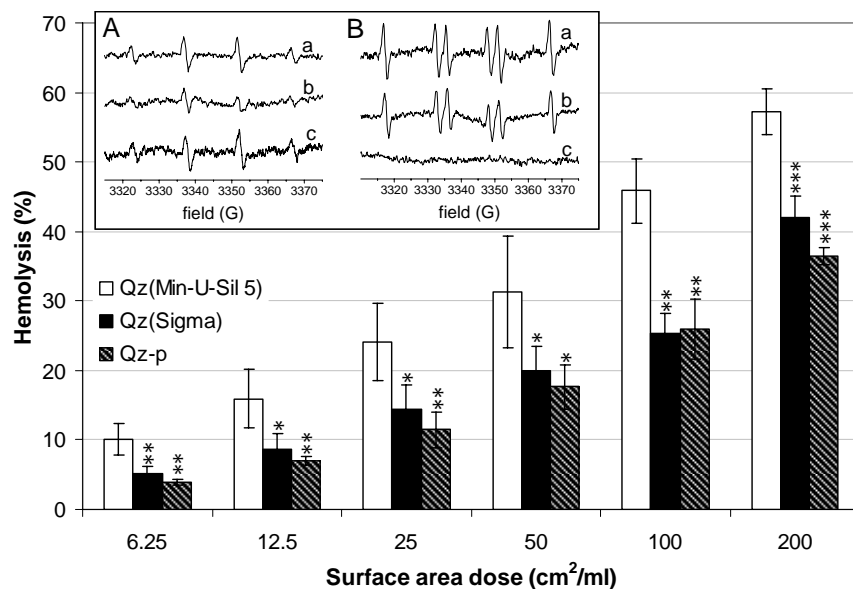 70
60
50
40
30
20
10
0
Hemolysis (%)
A
a
b
c
3320 3330 3340 3350 3360 3370
field (G)
B
a
b
c
3320 3330 3340 3350 3360 3370
field (G)
Qz(Min-U-Sil 5)
Qz(Sigma)
Qz-p
** **
* **
* **
* *
** **
*** ***
6.25 12.5 25 50 100 200
Surface area dose (cm²/ml)